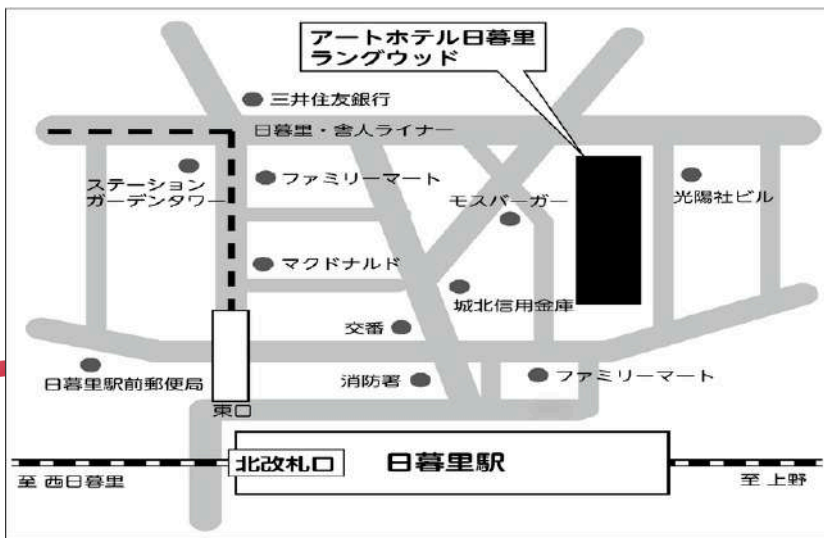 アートホテル日暮里
ラングウッド
三井住友銀行
日暮里・舎人ライナー
ステーション
ガーデンタワー
ファミリーマート
モスバーガー
光陽社ビル
マクドナルド
城北信用金庫
交番
日暮里駅前郵便局
消防署
ファミリーマート
東口
北改札口
日暮里駅
至 西日暮里
至 上野